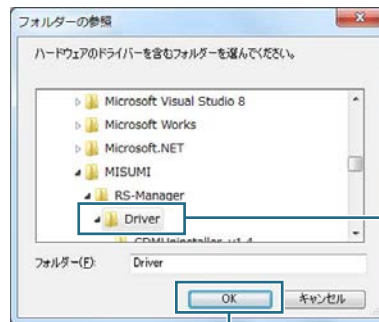 フォルダーの参照
ハードウェアのドライバーを含むフォルダーを選んでください。
Microsoft Visual Studio 8
Microsoft Works
Microsoft.NET
MISUMI
RS-Manager
Driver
CDMUninstaller_v1.4
フォルダー(F):
Driver
OK
キャンセル